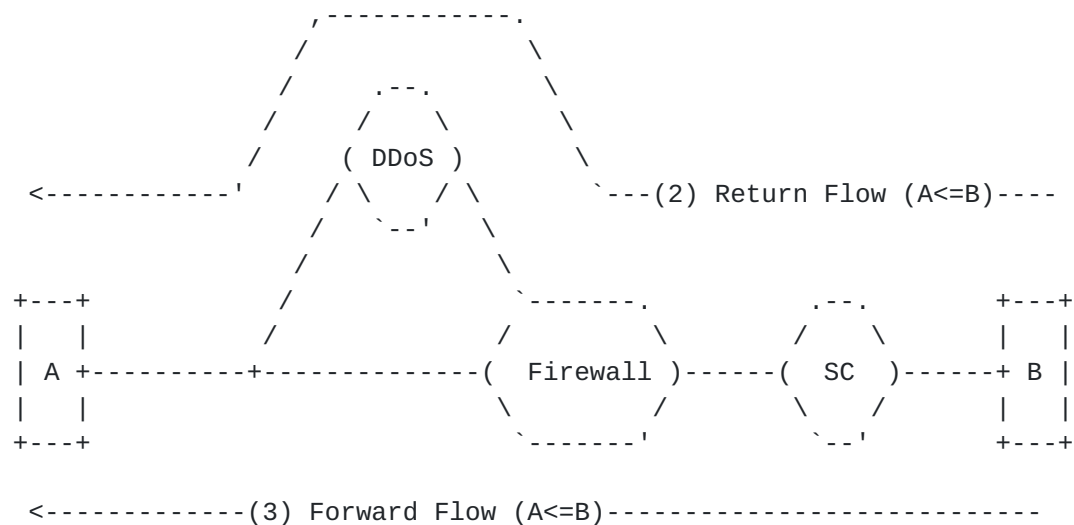 DDoS
(2) Return Flow (A<=B)
A Firewall SC B
(3) Forward Flow (A<=B)